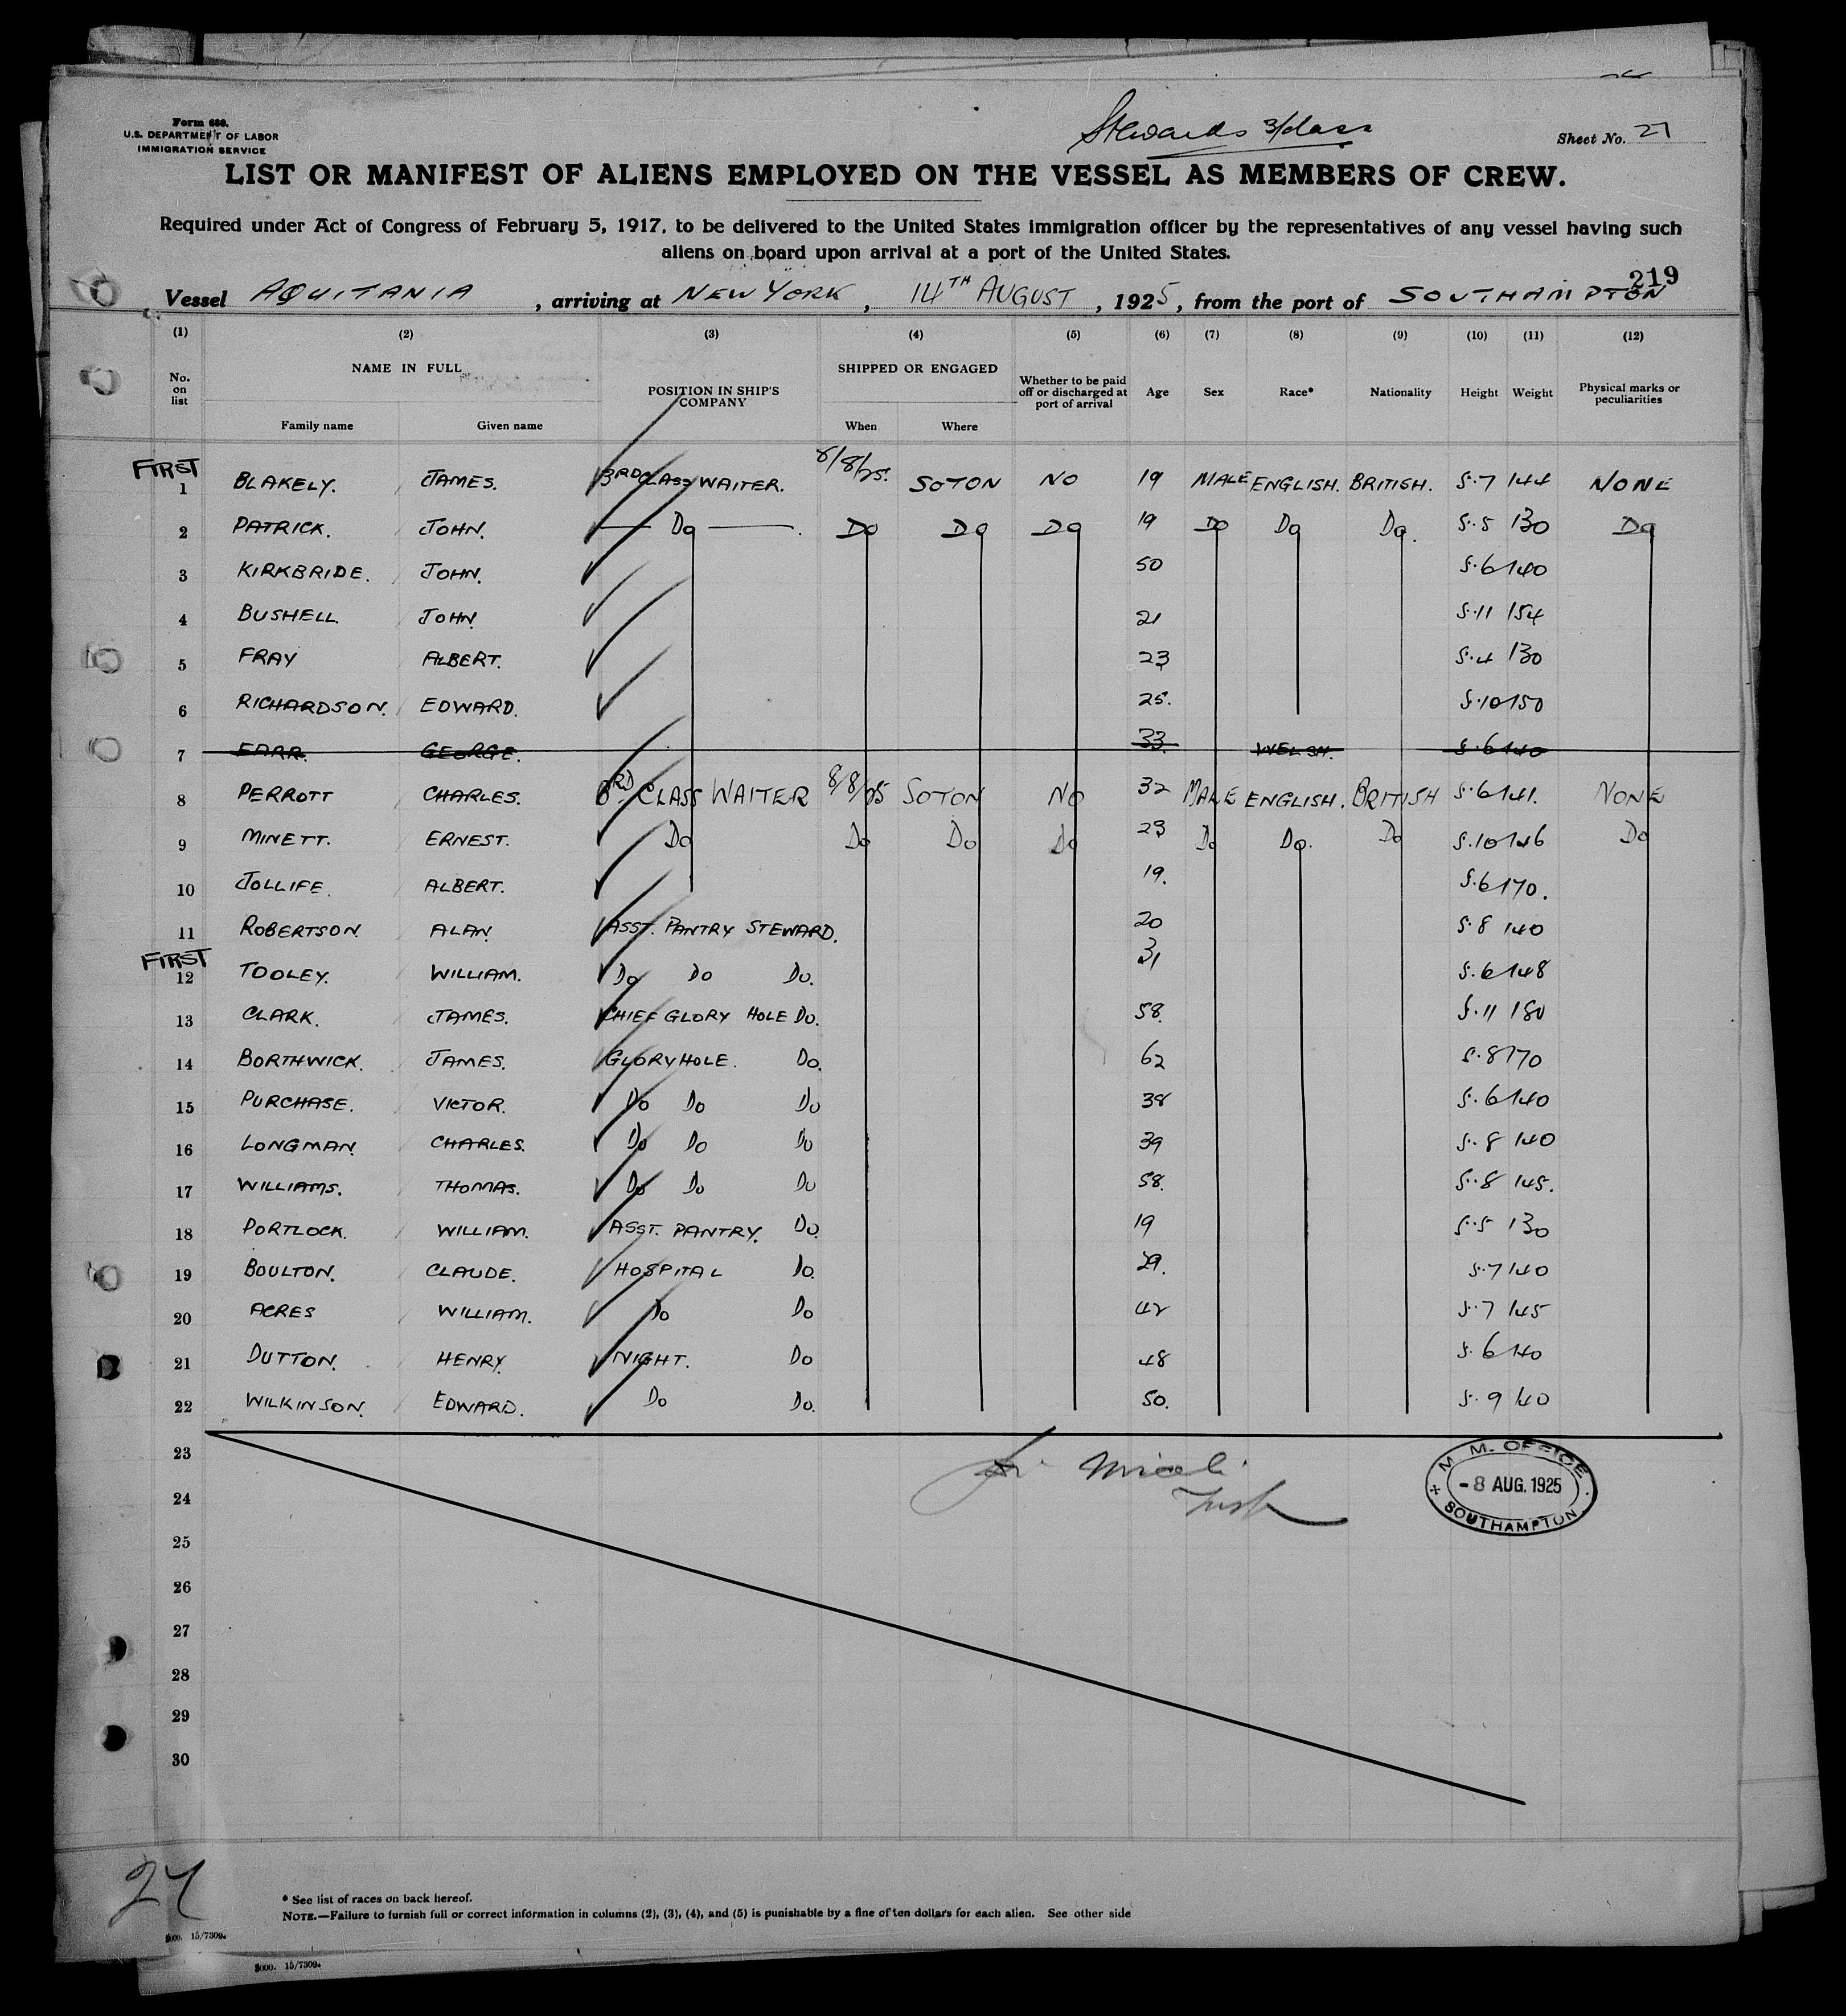 Form 680.
U.S. DEPARTMENT OF LABOR
IMMIGRATION SERVICE
Stewards 3/class
Sheet No. 27
LIST OR MANIFEST OF ALIENS EMPLOYED ON THE VESSEL AS MEMBERS OF CREW.
Required under Act of Congress of February 5, 1917, to be delivered to the United States immigration officer by the representatives of any vessel having such
aliens on board upon arrival at a port of the United States.
219
Vessel AQUITANIA, arriving at NEW YORK, 14TH AUGUST, 1925, from the port of SOUTHAMPTON
(1) (2) (3) (4) (5) (6) (7) (8) (9) (10) (11) (12)
No. on list NAME IN FULL Family name Given name POSITION IN SHIP'S COMPANY SHIPPED OR ENGAGED When Where Whether to be paid off or discharged at port of arrival Age Sex Race* Nationality Height Weight Physical marks or peculiarities
FIRST
1 BLAKELY. JAMES. 3RD CLASS WAITER. 8/8/25. SOTON NO 19 MALE ENGLISH. BRITISH. 5.7 144 NONE
2 PATRICK. JOHN. Do Do Do Do 19 Do Do Do. 5.5 130 Do
3 KIRKBRIDE. JOHN. 50 5.6 140
4 BUSHELL. JOHN. 21 5.11 154
5 FRAY ALBERT. 23 5.4 130
6 RICHARDSON. EDWARD. 25. 5.10 150
7 FARR. GEORGE. 33. WELSH. 5.6 140
8 PERROTT CHARLES. 3RD. CLASS WAITER 8/8/25 SOTON NO 32 MALE ENGLISH. BRITISH 5.6 141. NONE
9 MINETT. ERNEST. Do Do Do Do 23 Do Do. Do 5.10 146 Do
10 JOLLIFE. ALBERT. 19. 5.6 170.
11 ROBERTSON. ALAN. ASST. PANTRY STEWARD. 20 5.8 140
FIRST
12 TOOLEY. WILLIAM. Do Do Do. 31 5.6 148
13 CLARK. JAMES. CHIEF GLORY HOLE Do. 58. 5.11 180
14 BORTHWICK. JAMES. GLORY HOLE. Do. 62 5.8 170
15 PURCHASE. VICTOR. Do Do Do 38 5.6 140
16 LONGMAN. CHARLES. Do Do Do 39 5.8 140
17 WILLIAMS. THOMAS. Do Do Do 58. 5.8 145.
18 PORTLOCK. WILLIAM. ASST. PANTRY. Do. 19 5.5 130
19 BOULTON. CLAUDE. HOSPITAL Do. 29. 5.7 140
20 ACRES WILLIAM. Do Do 42 5.7 145
21 DUTTON. HENRY. NIGHT. Do 48 5.6 140
22 WILKINSON. EDWARD. Do Do. 50. 5.9 140
23
24
25
26
27
28
29
30
M. M. OFFICE
-8 AUG. 1925
SOUTHAMPTON
27
* See list of races on back hereof.
NOTE.—Failure to furnish full or correct information in columns (2), (3), (4), and (5) is punishable by a fine of ten dollars for each alien. See other side
5000. 15/7309.
5000. 15/7309.